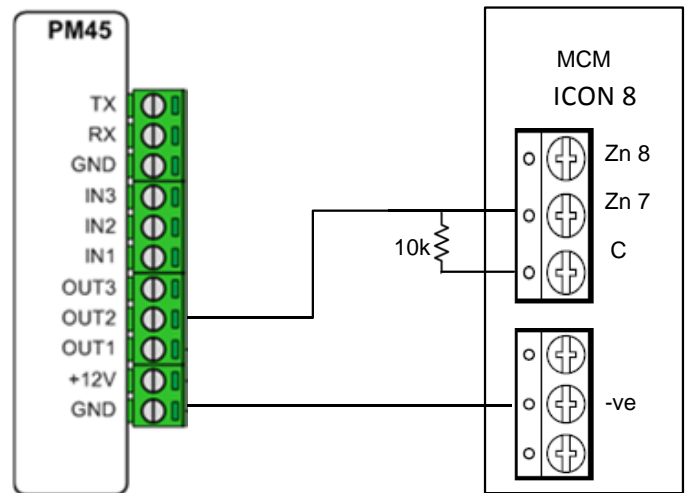 PM45
TX
RX
GND
IN3
IN2
IN1
OUT3
OUT2
OUT1
+12V
GND
10k
MCM
ICON 8
Zn 8
Zn 7
C
-ve